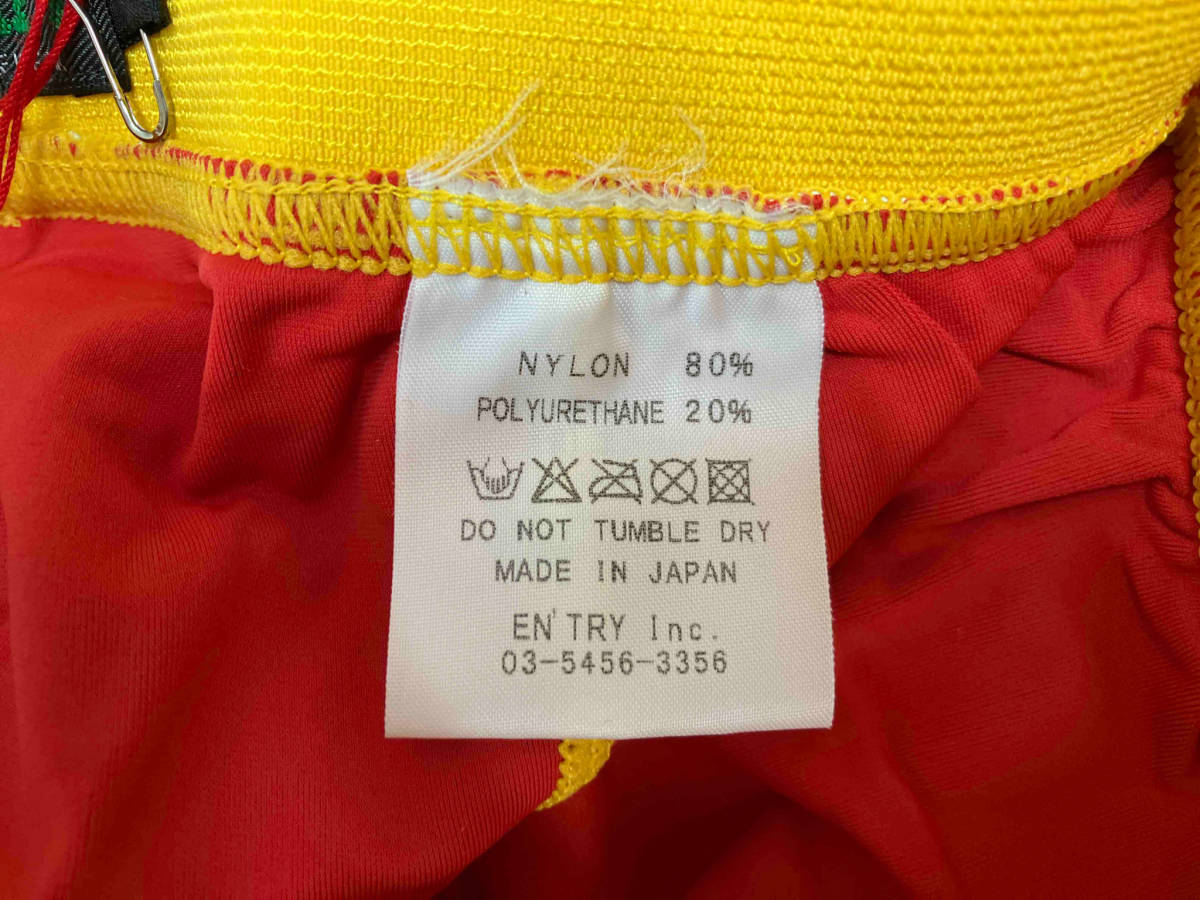 NYLON 80%
POLYURETHANE 20%
DO NOT TUMBLE DRY
MADE IN JAPAN
EN'TRY Inc.
03-5456-3356